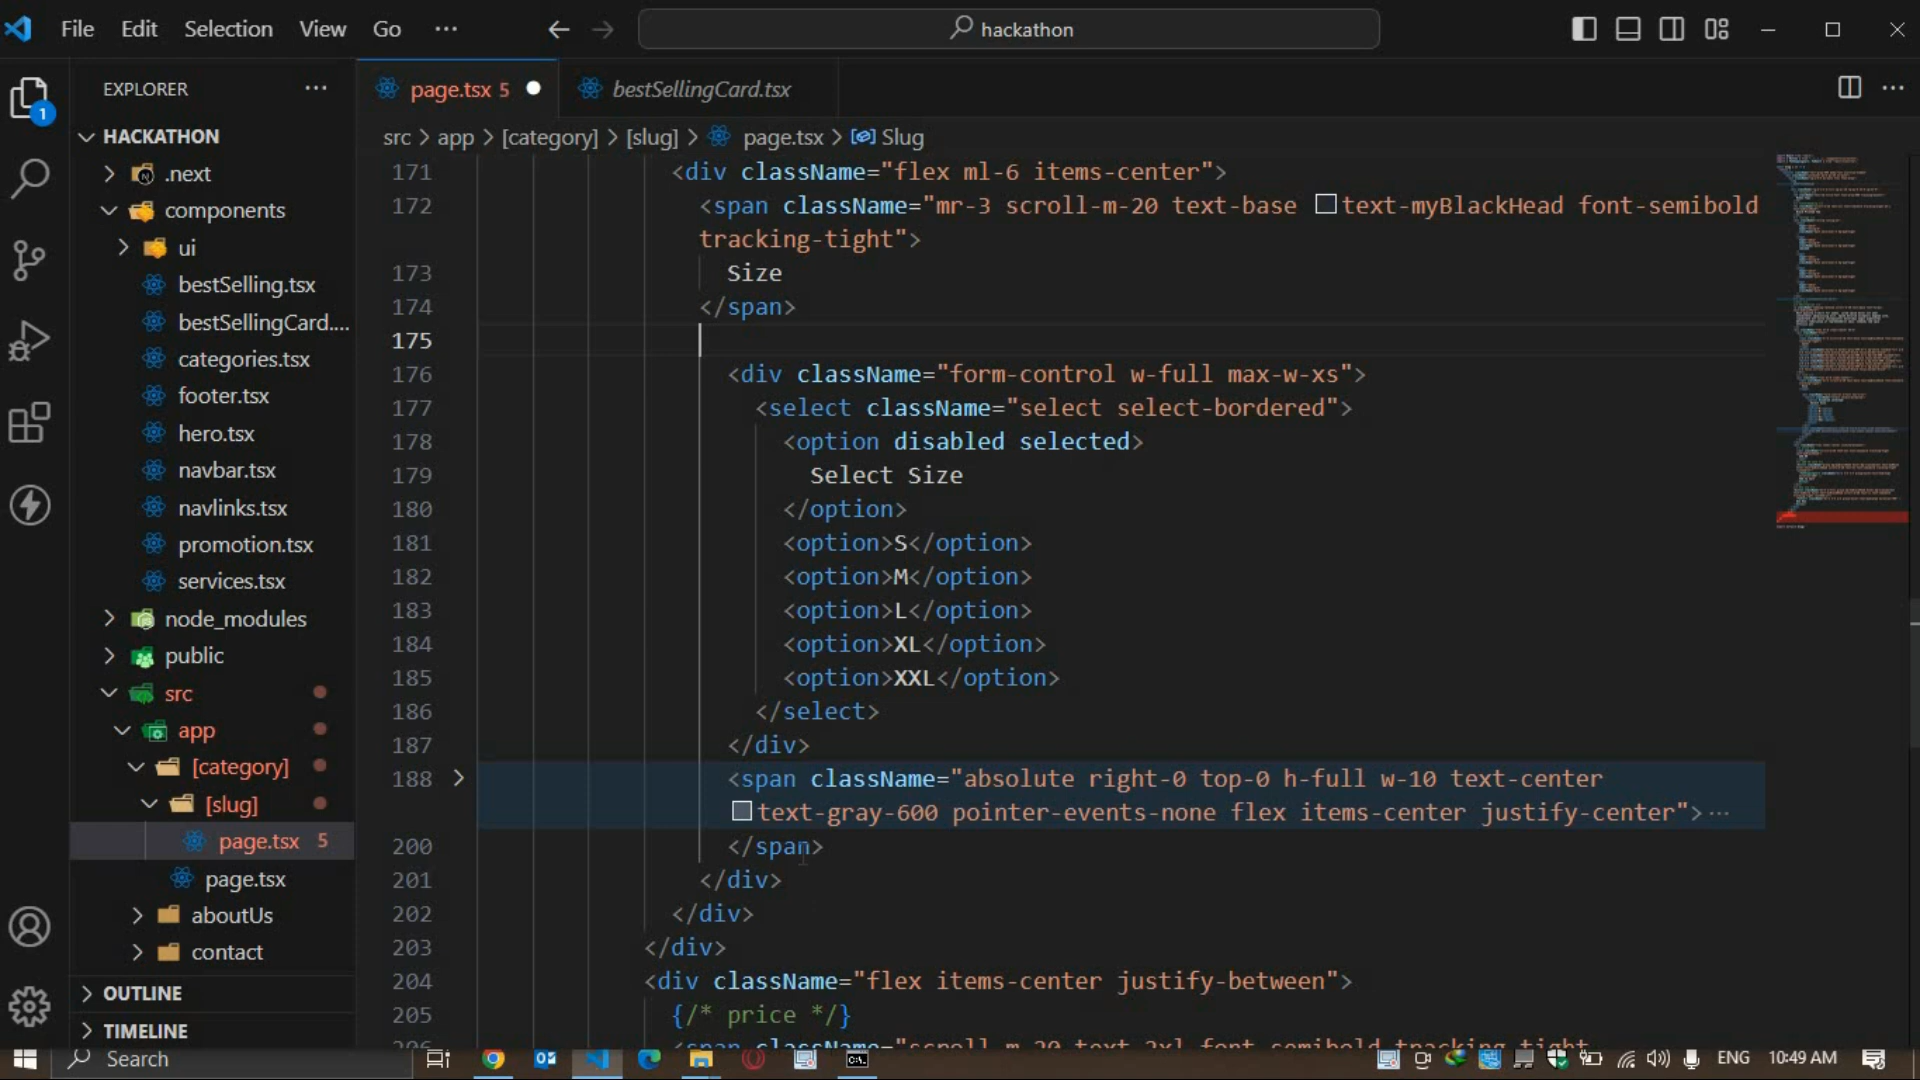 File Edit Selection View Go ··· hackathon
EXPLORER ···
HACKATHON
.next
components
ui
bestSelling.tsx
bestSellingCard....
categories.tsx
footer.tsx
hero.tsx
navbar.tsx
navlinks.tsx
promotion.tsx
services.tsx
node_modules
public
src
app
[category]
[slug]
page.tsx 5
page.tsx
aboutUs
contact
OUTLINE
TIMELINE
1
page.tsx 5 bestSellingCard.tsx
src > app > [category] > [slug] > page.tsx > Slug
171 <div className="flex ml-6 items-center">
172 <span className="mr-3 scroll-m-20 text-base text-myBlackHead font-semibold
tracking-tight">
173 Size
174 </span>
175
176 <div className="form-control w-full max-w-xs">
177 <select className="select select-bordered">
178 <option disabled selected>
179 Select Size
180 </option>
181 <option>S</option>
182 <option>M</option>
183 <option>L</option>
184 <option>XL</option>
185 <option>XXL</option>
186 </select>
187 </div>
188 <span className="absolute right-0 top-0 h-full w-10 text-center
text-gray-600 pointer-events-none flex items-center justify-center">···
200 </span>
201 </div>
202 </div>
203 </div>
204 <div className="flex items-center justify-between">
205 {/* price */}
206 <span className="scroll-m-20 text-2xl font-semibold tracking-tight
Search ENG 10:49 AM